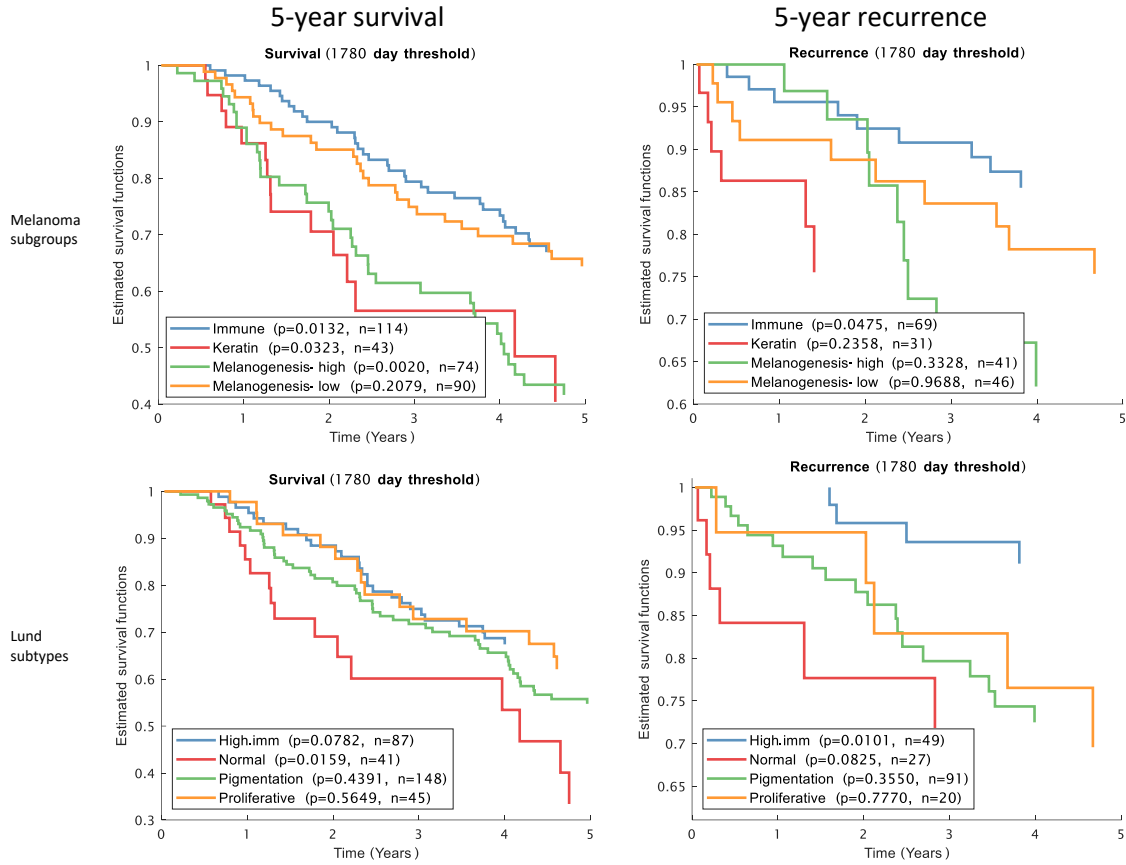 5-year survival
5-year recurrence
Melanoma
subgroups
Survival (1780 day threshold)
Estimated survival functions
1
0.9
0.8
0.7
0.6
0.5
0.4
Immune (p=0.0132, n=114)
Keratin (p=0.0323, n=43)
Melanogenesis- high (p=0.0020, n=74)
Melanogenesis- low (p=0.2079, n=90)
0 1 2 3 4 5
Time (Years)
Recurrence (1780 day threshold)
Estimated survival functions
1
0.95
0.9
0.85
0.8
0.75
0.7
0.65
0.6
Immune (p=0.0475, n=69)
Keratin (p=0.2358, n=31)
Melanogenesis- high (p=0.3328, n=41)
Melanogenesis- low (p=0.9688, n=46)
0 1 2 3 4 5
Time (Years)
Lund
subtypes
Survival (1780 day threshold)
Estimated survival functions
1
0.9
0.8
0.7
0.6
0.5
0.4
0.3
High.imm (p=0.0782, n=87)
Normal (p=0.0159, n=41)
Pigmentation (p=0.4391, n=148)
Proliferative (p=0.5649, n=45)
0 1 2 3 4 5
Time (Years)
Recurrence (1780 day threshold)
Estimated survival functions
1
0.95
0.9
0.85
0.8
0.75
0.7
0.65
High.imm (p=0.0101, n=49)
Normal (p=0.0825, n=27)
Pigmentation (p=0.3550, n=91)
Proliferative (p=0.7770, n=20)
0 1 2 3 4 5
Time (Years)